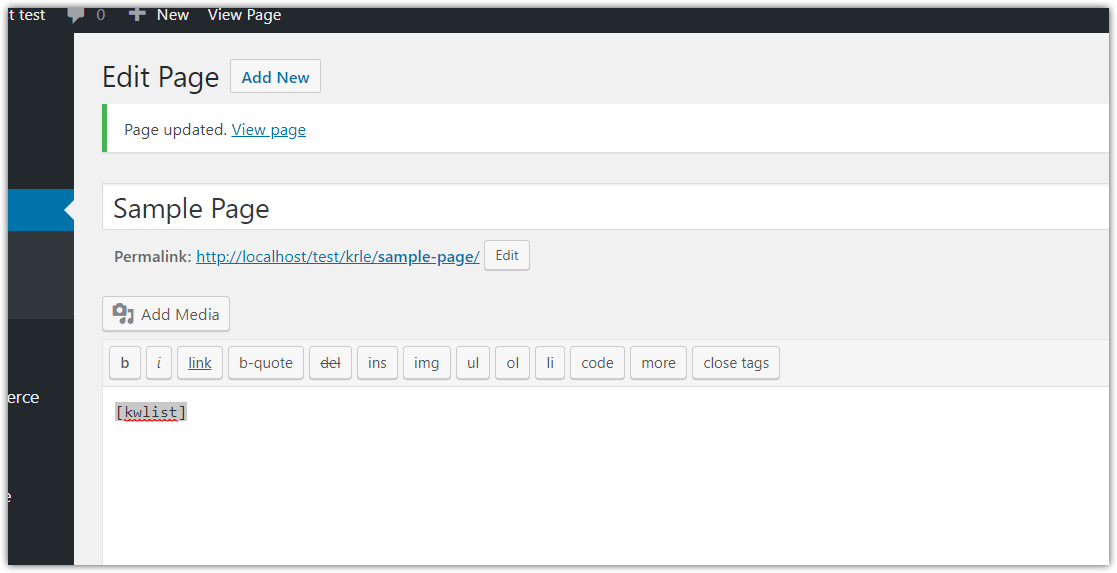 t test 0 New View Page
Edit Page Add New
Page updated. View page
Sample Page
Permalink: http://localhost/test/krle/sample-page/ Edit
Add Media
b i link b-quote del ins img ul ol li code more close tags
[kwlist]
erce
e